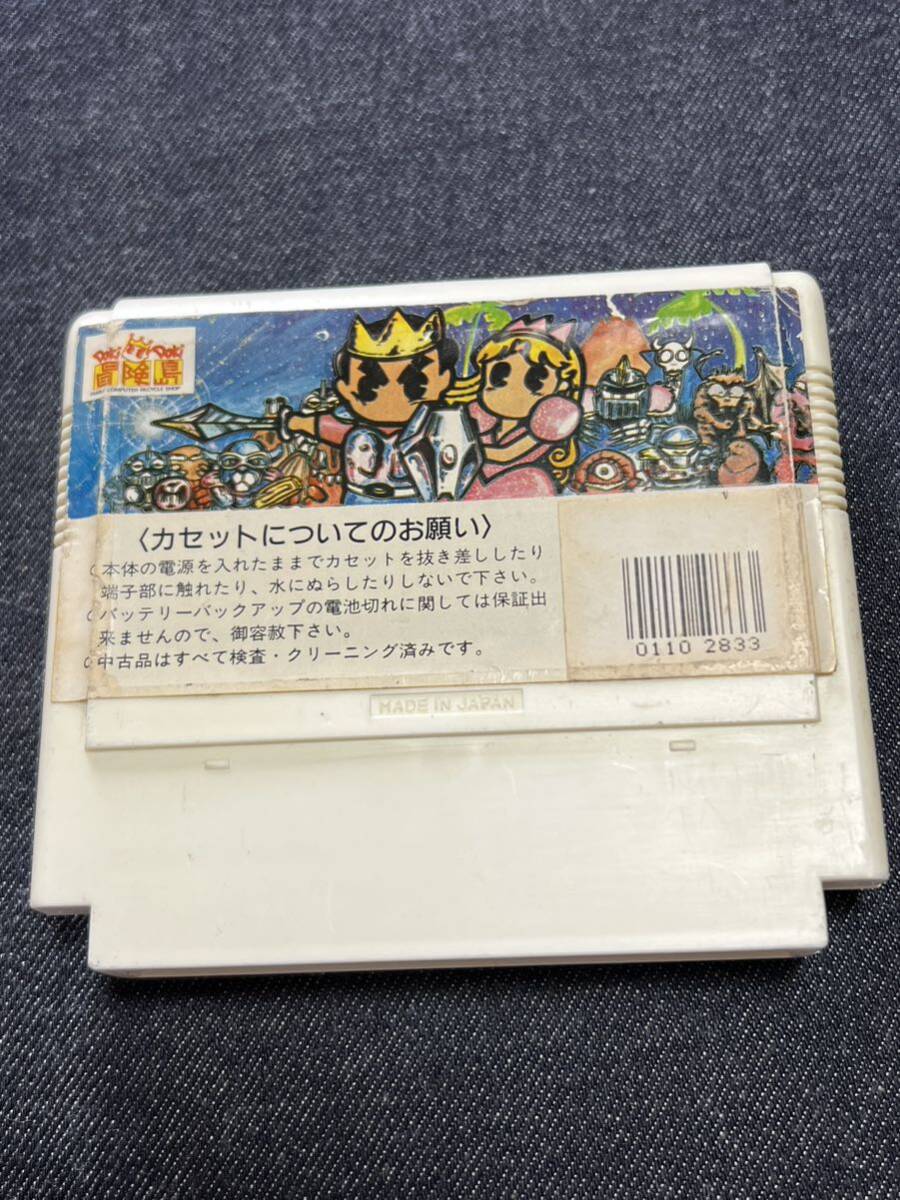 Doki Doki
冒険島
FAMILY COMPUTER RECYCLE SHOP
〈カセットについてのお願い〉
○本体の電源を入れたままでカセットを抜き差ししたり
端子部に触れたり、水にぬらしたりしないで下さい。
○バッテリーバックアップの電池切れに関しては保証出
来ませんので、御容赦下さい。
○中古品はすべて検査・クリーニング済みです。
0110 2833
MADE IN JAPAN